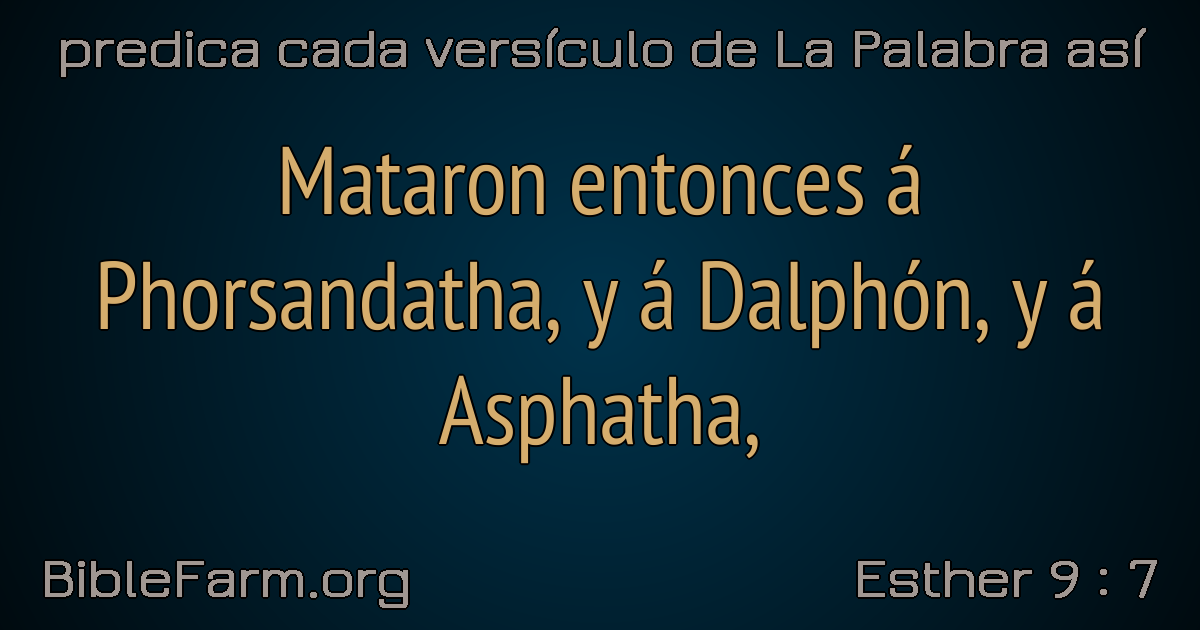 predica cada versículo de La Palabra así
Mataron entonces á
Phorsandatha, y á Dalphón, y á
Asphatha,
BibleFarm.org
Esther 9 : 7